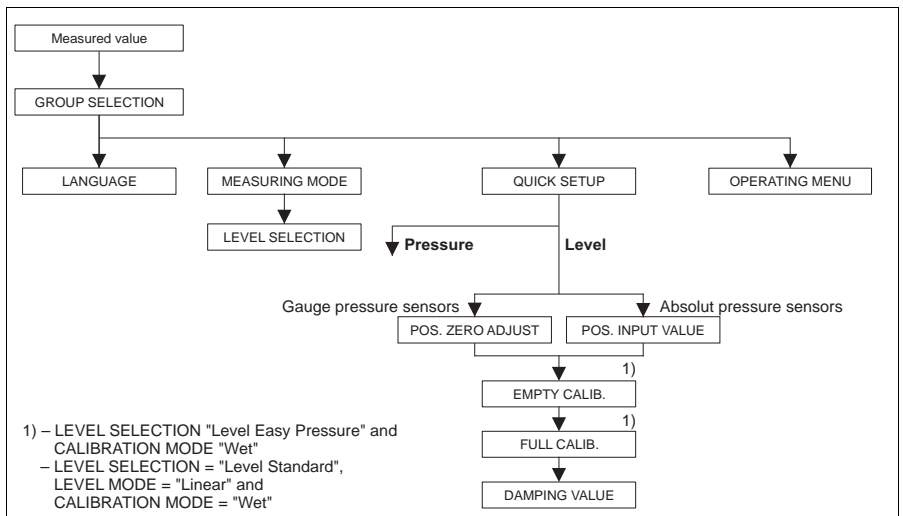 Measured value
GROUP SELECTION
LANGUAGE
MEASURING MODE
QUICK SETUP
OPERATING MENU
LEVEL SELECTION
Pressure
Level
Gauge pressure sensors
Absolut pressure sensors
POS. ZERO ADJUST
POS. INPUT VALUE
1)
EMPTY CALIB.
1)
FULL CALIB.
DAMPING VALUE
1) – LEVEL SELECTION "Level Easy Pressure" and
CALIBRATION MODE "Wet"
– LEVEL SELECTION = "Level Standard",
LEVEL MODE = "Linear" and
CALIBRATION MODE = "Wet"